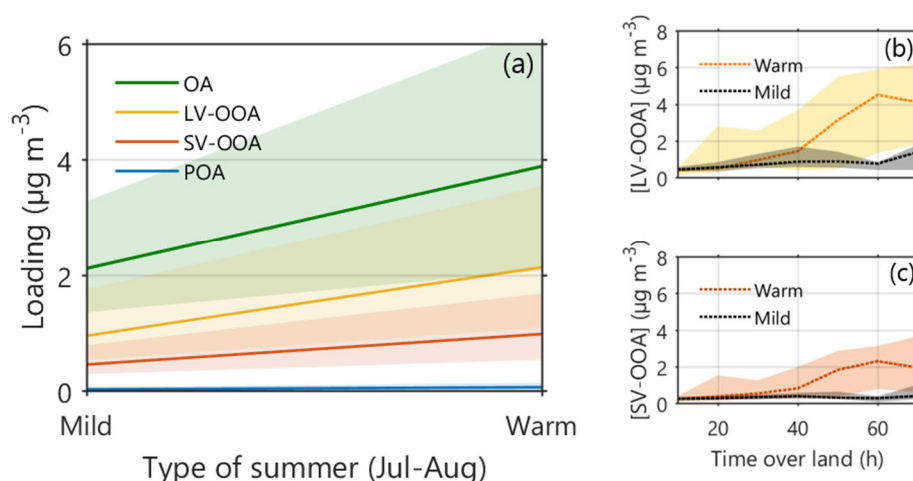 (a)
6
4
2
0
Loading (µg m⁻³)
OA
LV-OOA
SV-OOA
POA
Mild
Warm
Type of summer (Jul-Aug)
(b)
8
6
4
2
0
[LV-OOA] (µg m⁻³)
Warm
Mild
(c)
8
6
4
2
0
[SV-OOA] (µg m⁻³)
Warm
Mild
20
40
60
Time over land (h)